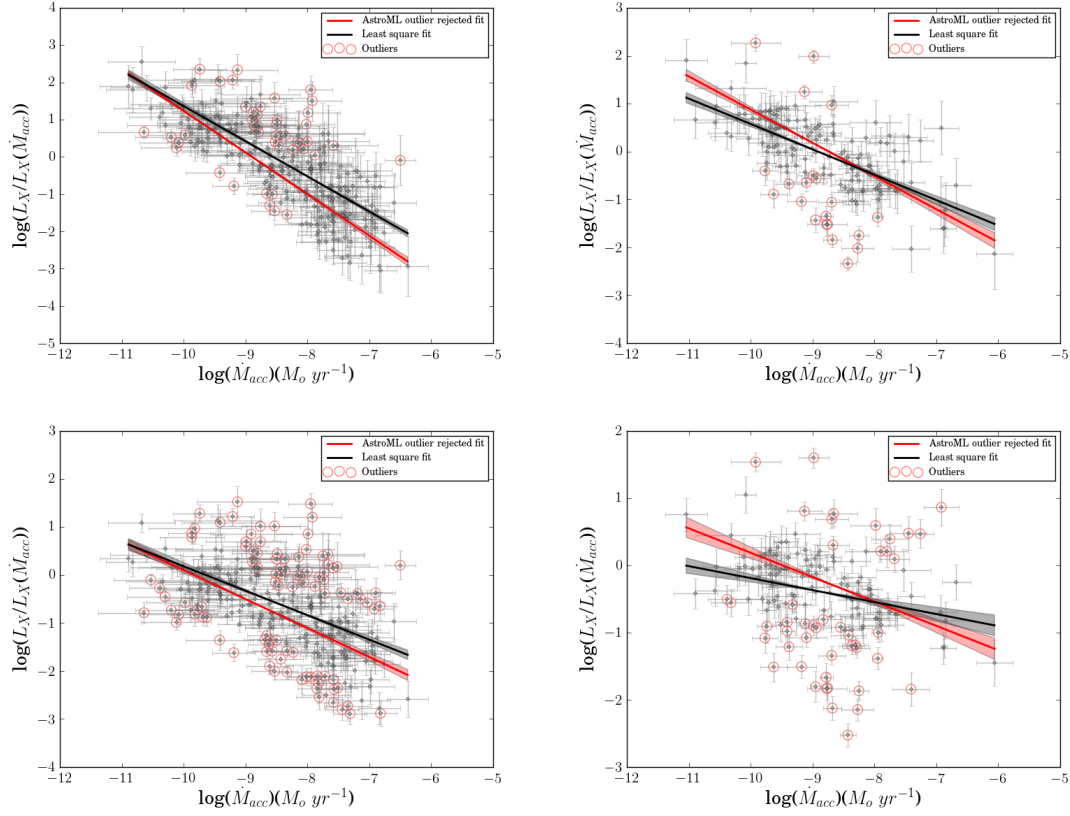 5
4
3
2
1
0
−1
−2
−3
−4
−12 −11 −10 −9 −8 −7 −6 −5
log(L_X/L_X(Ṁ_acc))
log(Ṁ_acc)(M_o yr^−1)
AstroML outlier rejected fit
Least square fit
Outliers
3
2
1
0
−1
−2
−3
−4
−12 −11 −10 −9 −8 −7 −6 −5
log(L_X/L_X(Ṁ_acc))
log(Ṁ_acc)(M_o yr^−1)
AstroML outlier rejected fit
Least square fit
Outliers
3
2
1
0
−1
−2
−3
−4
−12 −11 −10 −9 −8 −7 −6 −5
log(L_X/L_X(Ṁ_acc))
log(Ṁ_acc)(M_o yr^−1)
AstroML outlier rejected fit
Least square fit
Outliers
2
1
0
−1
−2
−3
−12 −11 −10 −9 −8 −7 −6 −5
log(L_X/L_X(Ṁ_acc))
log(Ṁ_acc)(M_o yr^−1)
AstroML outlier rejected fit
Least square fit
Outliers